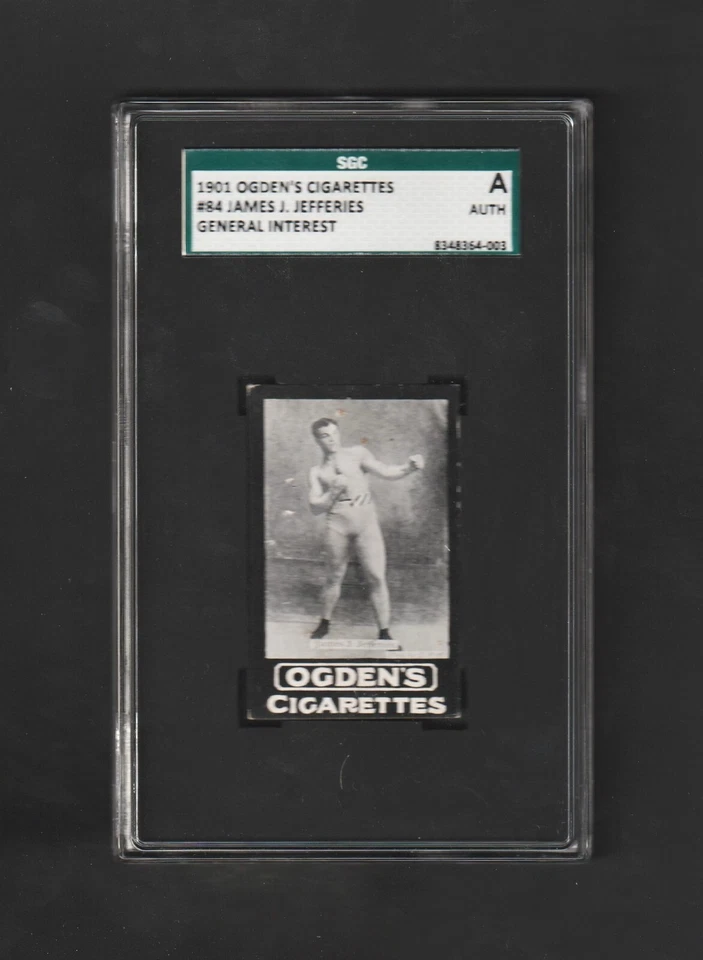 SGC
1901 OGDEN'S CIGARETTES
A
#84 JAMES J. JEFFERIES
AUTH
GENERAL INTEREST
8348364-003
OGDEN'S
CIGARETTES